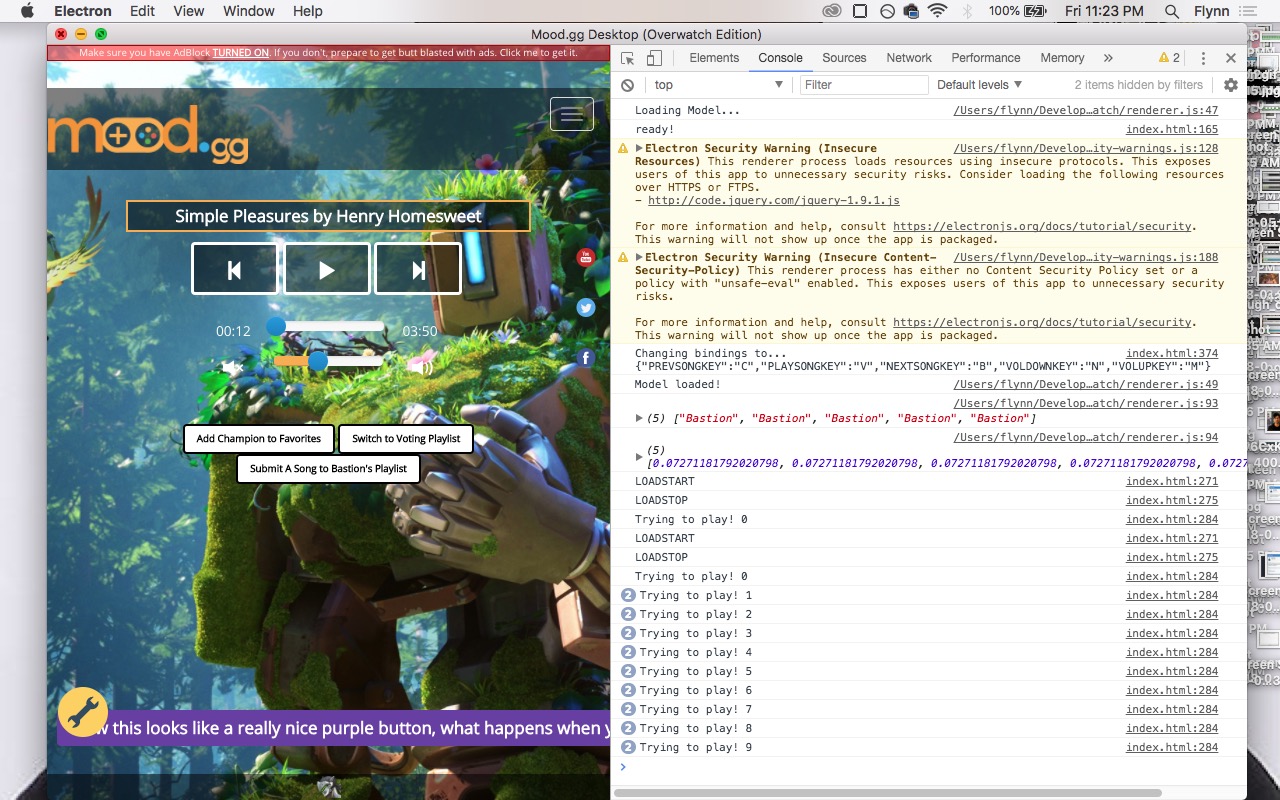 Electron Edit View Window Help
100% Fri 11:23 PM Flynn
Mood.gg Desktop (Overwatch Edition)
Make sure you have AdBlock TURNED ON. If you don't, prepare to get butt blasted with ads. Click me to get it.
mood.gg
Simple Pleasures by Henry Homesweet
00:12 03:50
Add Champion to Favorites Switch to Voting Playlist
Submit A Song to Bastion's Playlist
w this looks like a really nice purple button, what happens when y
Elements Console Sources Network Performance Memory » 2
top Filter Default levels 2 items hidden by filters
Loading Model... /Users/flynn/Develop…atch/renderer.js:47
ready! index.html:165
Electron Security Warning (Insecure /Users/flynn/Develop…ity-warnings.js:128
Resources) This renderer process loads resources using insecure protocols. This exposes
users of this app to unnecessary security risks. Consider loading the following resources
over HTTPS or FTPS.
- http://code.jquery.com/jquery-1.9.1.js
For more information and help, consult https://electronjs.org/docs/tutorial/security.
This warning will not show up once the app is packaged.
Electron Security Warning (Insecure Content- /Users/flynn/Develop…ity-warnings.js:188
Security-Policy) This renderer process has either no Content Security Policy set or a
policy with "unsafe-eval" enabled. This exposes users of this app to unnecessary security
risks.
For more information and help, consult https://electronjs.org/docs/tutorial/security.
This warning will not show up once the app is packaged.
Changing bindings to... index.html:374
{"PREVSONGKEY":"C","PLAYSONGKEY":"V","NEXTSONGKEY":"B","VOLDOWNKEY":"N","VOLUPKEY":"M"}
Model loaded! /Users/flynn/Develop…atch/renderer.js:49
/Users/flynn/Develop…atch/renderer.js:93
(5) ["Bastion", "Bastion", "Bastion", "Bastion", "Bastion"]
/Users/flynn/Develop…atch/renderer.js:94
(5)
[0.07271181792020798, 0.07271181792020798, 0.07271181792020798, 0.07271181792020798, 0.0727
LOADSTART index.html:271
LOADSTOP index.html:275
Trying to play! 0 index.html:284
LOADSTART index.html:271
LOADSTOP index.html:275
Trying to play! 0 index.html:284
2 Trying to play! 1 index.html:284
2 Trying to play! 2 index.html:284
2 Trying to play! 3 index.html:284
2 Trying to play! 4 index.html:284
2 Trying to play! 5 index.html:284
2 Trying to play! 6 index.html:284
2 Trying to play! 7 index.html:284
2 Trying to play! 8 index.html:284
2 Trying to play! 9 index.html:284